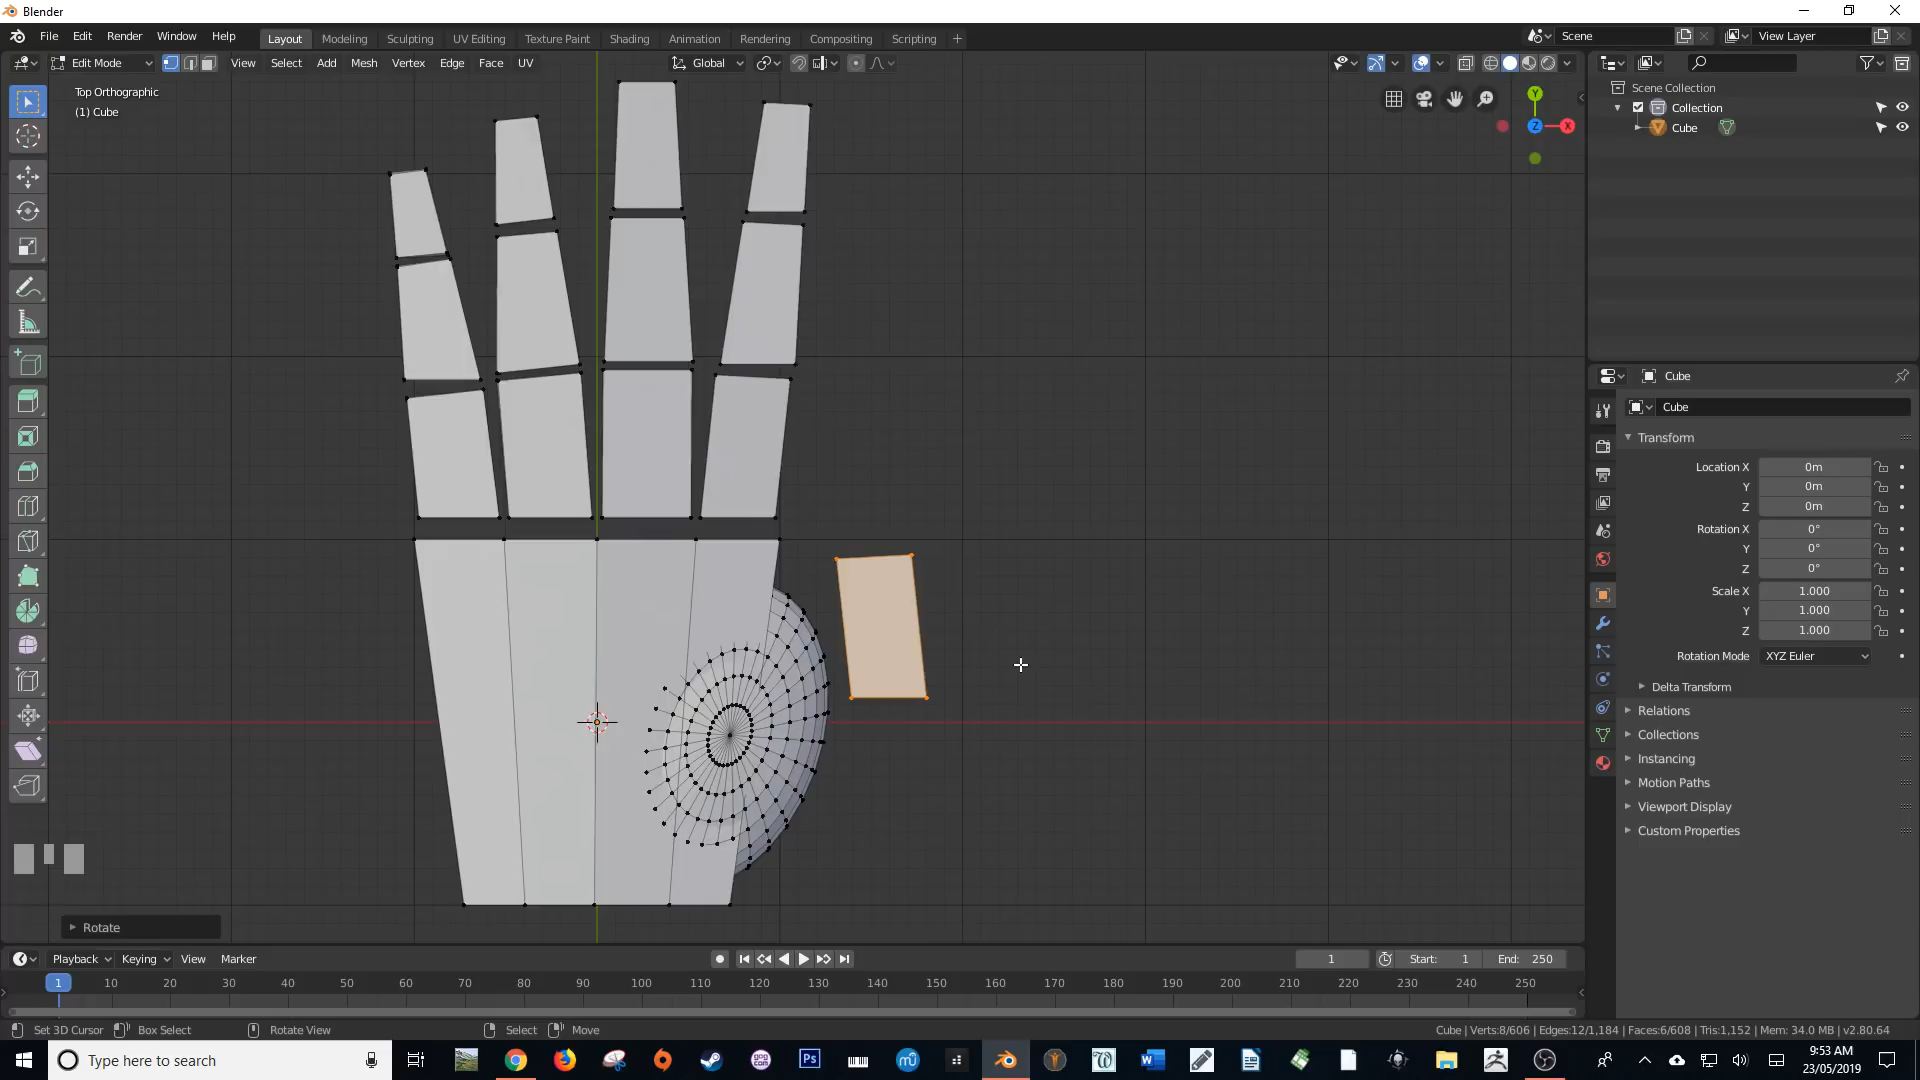 Blender
File Edit Render Window Help
Layout Modeling Sculpting UV Editing Texture Paint Shading Animation Rendering Compositing Scripting +
Scene
View Layer
Edit Mode View Select Add Mesh Vertex Edge Face UV
Global
Top Orthographic
(1) Cube
Y
Z
X
Scene Collection
Collection
Cube
Cube
Cube
Transform
Location X 0m
Y 0m
Z 0m
Rotation X 0°
Y 0°
Z 0°
Scale X 1.000
Y 1.000
Z 1.000
Rotation Mode XYZ Euler
Delta Transform
Relations
Collections
Instancing
Motion Paths
Viewport Display
Custom Properties
Rotate
Playback Keying View Marker
1 Start: 1 End: 250
1 10 20 30 40 50 60 70 80 90 100 110 120 130 140 150 160 170 180 190 200 210 220 230 240 250
Set 3D Cursor Box Select Rotate View Select Move
Cube | Verts:8/606 | Edges:12/1,184 | Faces:6/608 | Tris:1,152 | Mem: 34.0 MB | v2.80.64
Type here to search
Ps
W
9:53 AM
23/05/2019